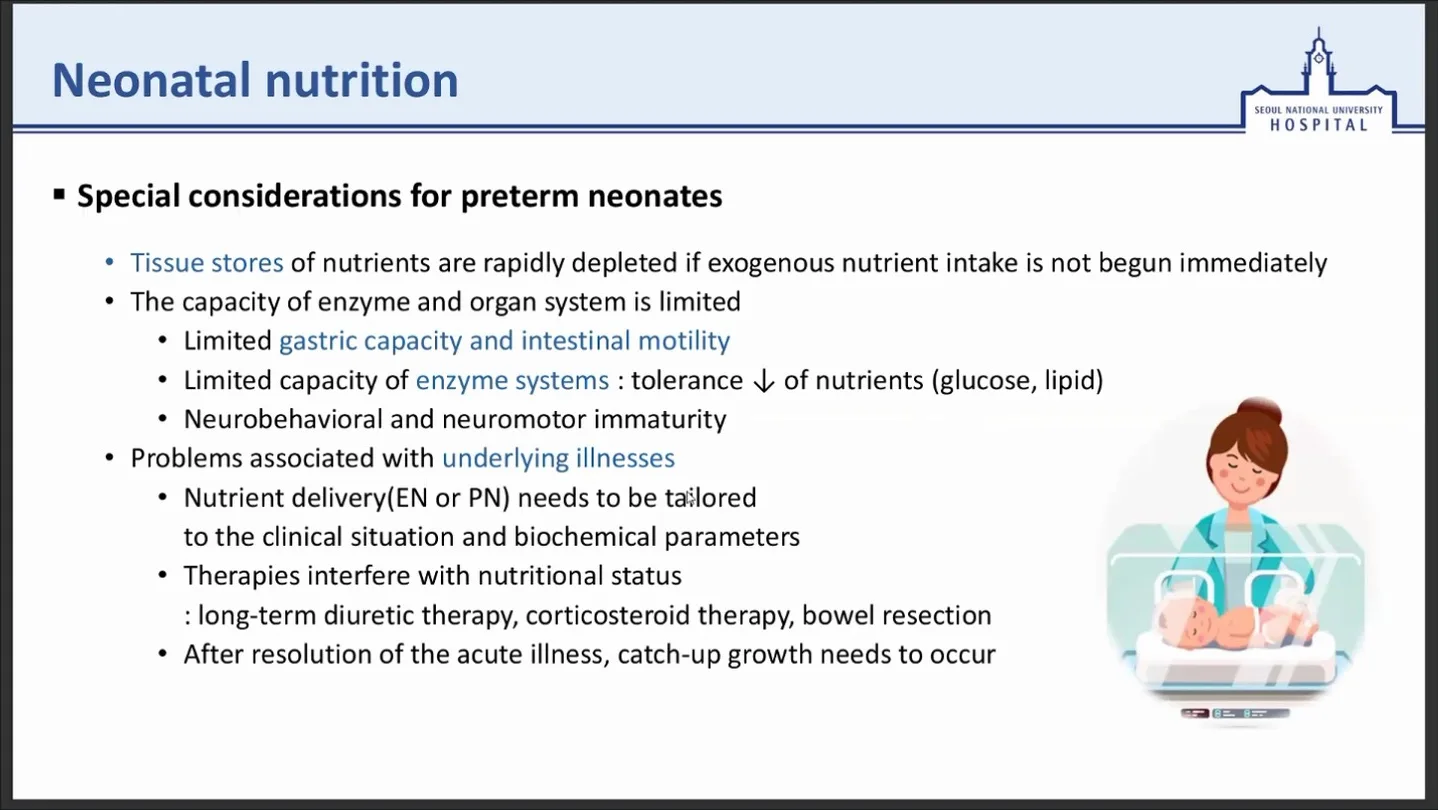 Neonatal nutrition
SEOUL NATIONAL UNIVERSITY
HOSPITAL
▪ Special considerations for preterm neonates
• Tissue stores of nutrients are rapidly depleted if exogenous nutrient intake is not begun immediately
• The capacity of enzyme and organ system is limited
• Limited gastric capacity and intestinal motility
• Limited capacity of enzyme systems : tolerance ↓ of nutrients (glucose, lipid)
• Neurobehavioral and neuromotor immaturity
• Problems associated with underlying illnesses
• Nutrient delivery(EN or PN) needs to be tailored
to the clinical situation and biochemical parameters
• Therapies interfere with nutritional status
: long-term diuretic therapy, corticosteroid therapy, bowel resection
• After resolution of the acute illness, catch-up growth needs to occur